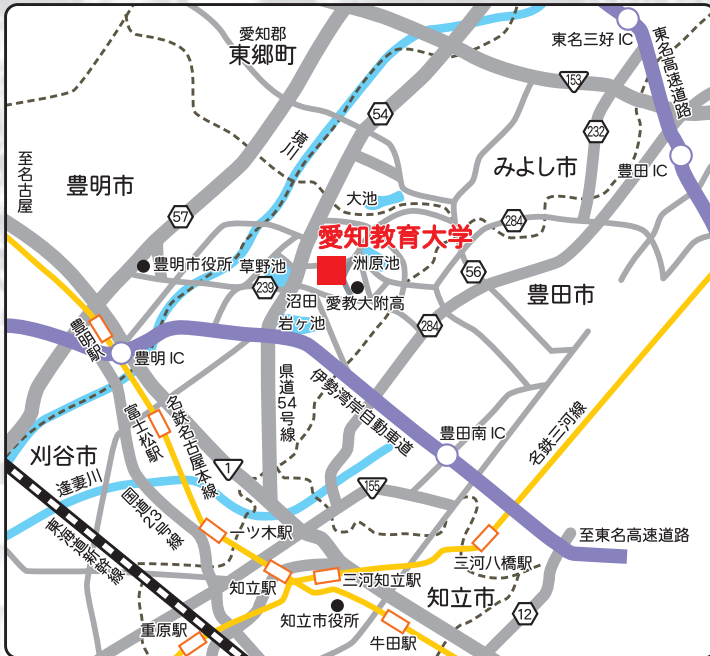 愛知郡
東郷町
東名三好 IC
東名高速道路
153
54
232
境川
至名古屋
豊明市
みよし市
豊田 IC
大池
57
284
愛知教育大学
豊明市役所
草野池
洲原池
56
239
沼田
愛教大附高
豊田市
岩ヶ池
284
豊明駅
豊明 IC
県道54号線
伊勢湾岸自動車道
富士松駅
名鉄名古屋本線
豊田南 IC
名鉄三河線
刈谷市
1
逢妻川
155
国道23号線
東海道新幹線
一ツ木駅
至東名高速道路
三河八橋駅
知立駅
三河知立駅
知立市
12
知立市役所
重原駅
牛田駅